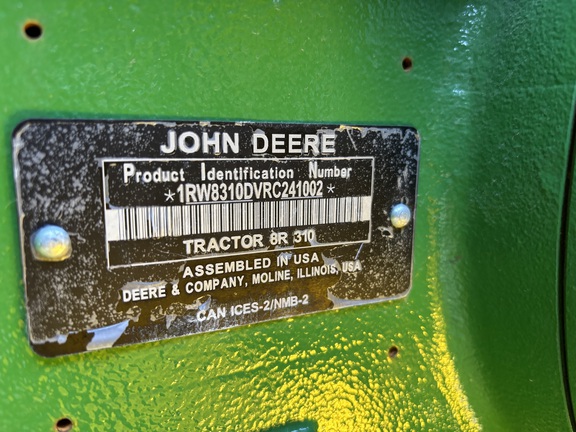 JOHN DEERE
Product Identification Number
*1RW8310DVRC241002*
TRACTOR 8R 310
ASSEMBLED IN USA
DEERE & COMPANY, MOLINE, ILLINOIS, USA
CAN ICES-2/NMB-2